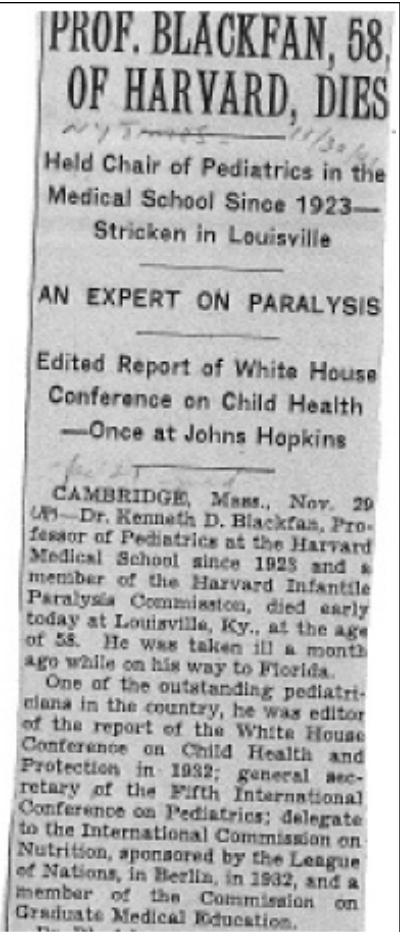 PROF. BLACKFAN, 58,
OF HARVARD, DIES
NY Times
Held Chair of Pediatrics in the
Medical School Since 1923—
Stricken in Louisville
AN EXPERT ON PARALYSIS
Edited Report of White House
Conference on Child Health
—Once at Johns Hopkins
CAMBRIDGE, Mass., Nov. 29
(AP)—Dr. Kenneth D. Blackfan, Pro-
fessor of Pediatrics at the Harvard
Medical School since 1923 and a
member of the Harvard Infantile
Paralysis Commission, died early
today at Louisville, Ky., at the age
of 58. He was taken ill a month
ago while on his way to Florida.
One of the outstanding pediatri-
cians in the country, he was editor
of the report of the White House
Conference on Child Health and
Protection in 1932; general sec-
retary of the Fifth International
Conference on Pediatrics; delegate
to the International Commission on
Nutrition, sponsored by the League
of Nations, in Berlin, in 1932, and a
member of the Commission on
Graduate Medical Education.